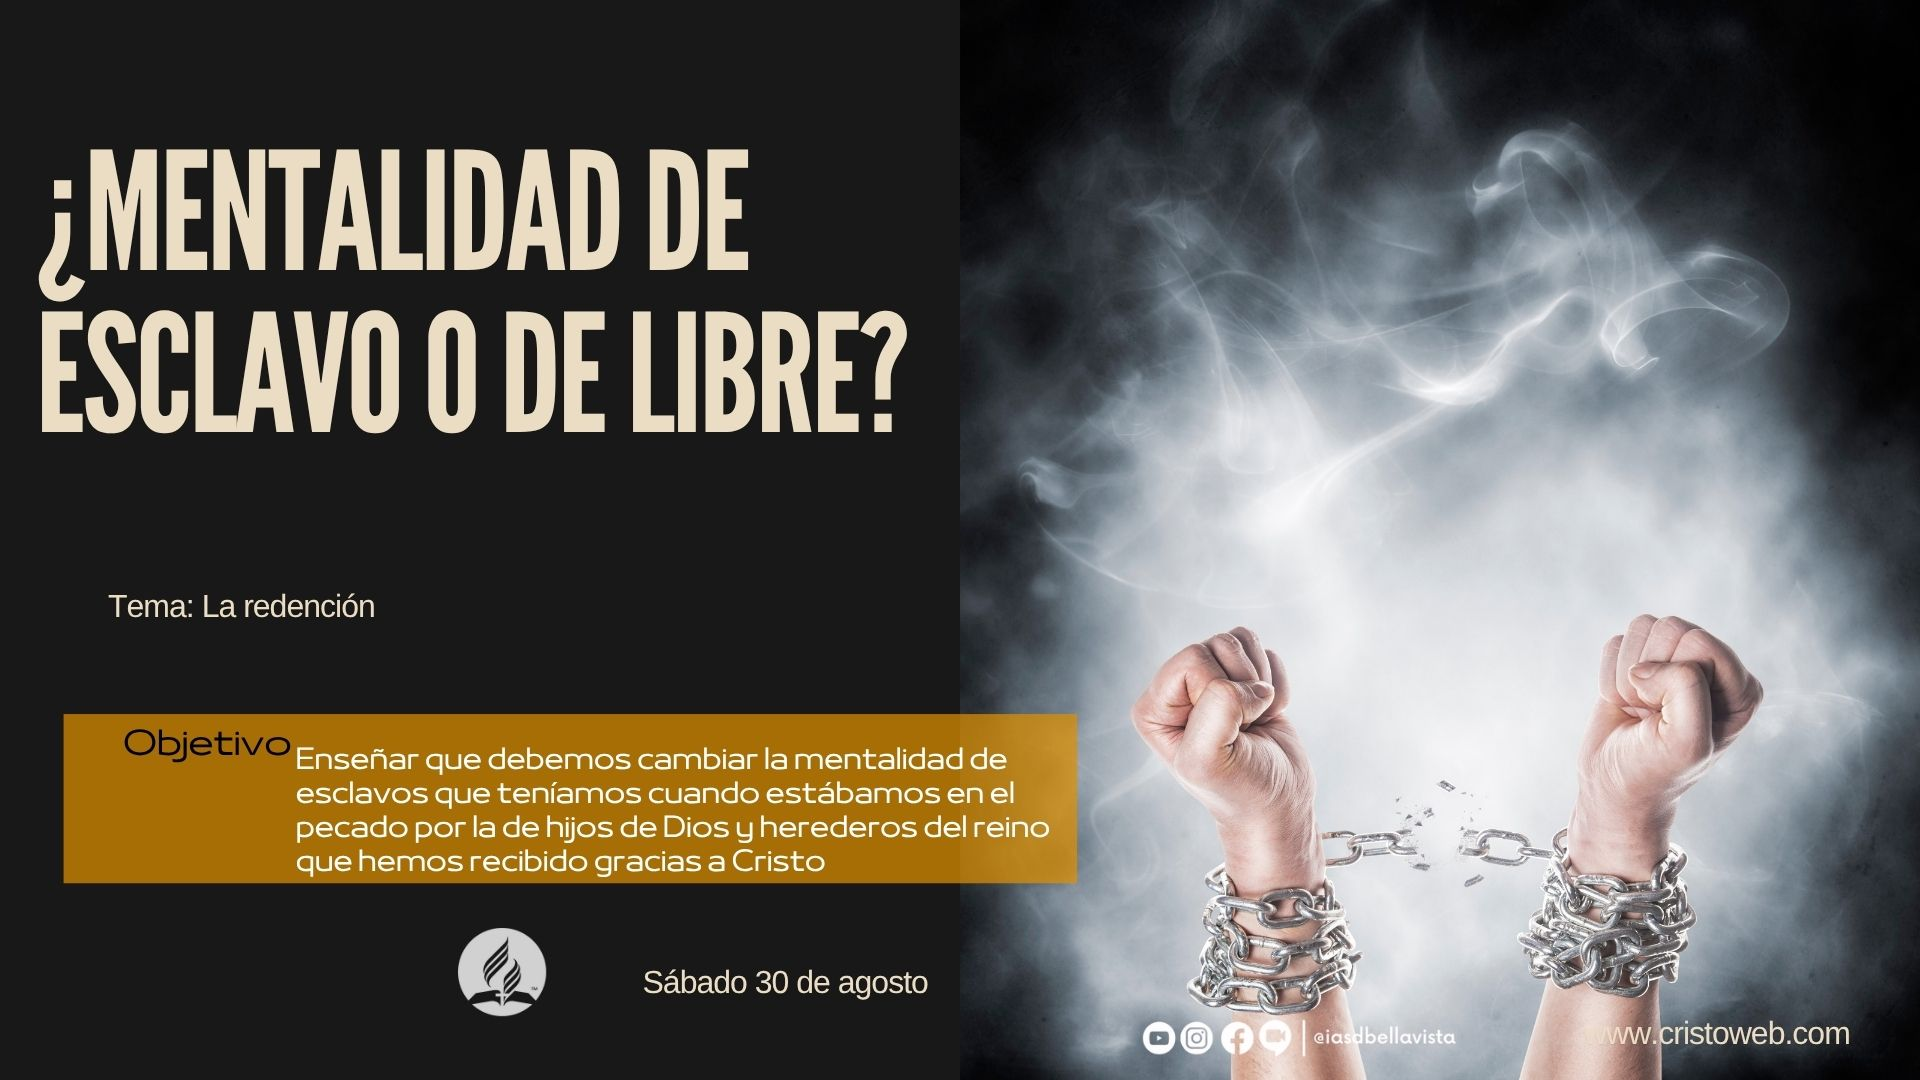 ¿MENTALIDAD DE
ESCLAVO O DE LIBRE?
Tema: La redención
Objetivo
Enseñar que debemos cambiar la mentalidad de
esclavos que teníamos cuando estábamos en el
pecado por la de hijos de Dios y herederos del reino
que hemos recibido gracias a Cristo
Sábado 30 de agosto
@iasdbellavista
www.cristoweb.com